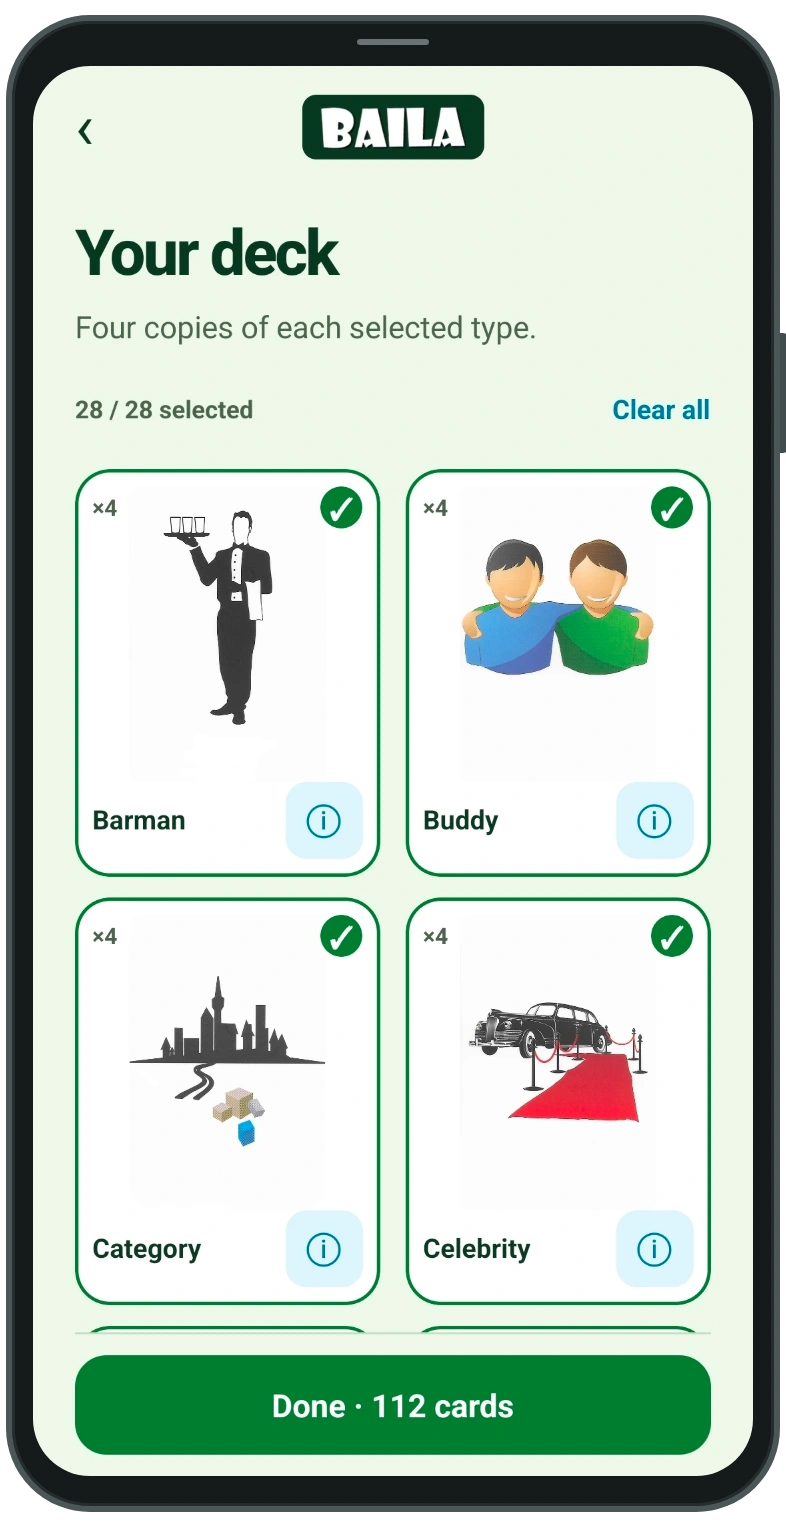 BAILA
Your deck
Four copies of each selected type.
28 / 28 selected
Clear all
×4
×4
Barman
Buddy
×4
×4
Category
Celebrity
Done · 112 cards